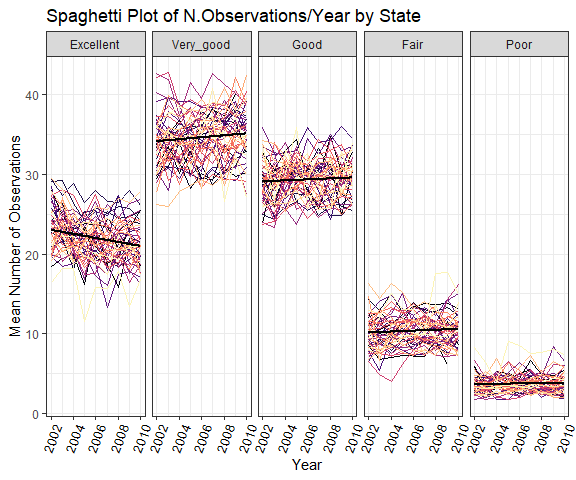 Spaghetti Plot of N.Observations/Year by State
Excellent Very_good Good Fair Poor
Mean Number of Observations
40
30
20
10
0
2002 2004 2006 2008 2010 2002 2004 2006 2008 2010 2002 2004 2006 2008 2010 2002 2004 2006 2008 2010 2002 2004 2006 2008 2010
Year